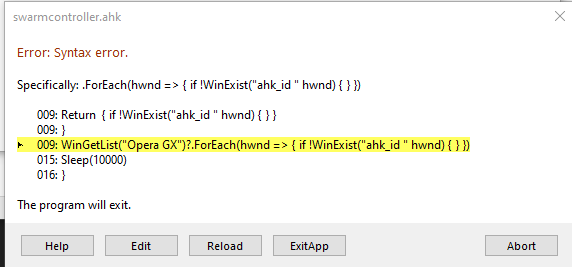 swarmcontroller.ahk
Error: Syntax error.
Specifically: .ForEach(hwnd => { if !WinExist("ahk_id " hwnd) { } })
009: Return { if !WinExist("ahk_id " hwnd) { } }
009: }
009: WinGetList("Opera GX")?.ForEach(hwnd => { if !WinExist("ahk_id " hwnd) { } })
015: Sleep(10000)
016: }
The program will exit.
Help Edit Reload ExitApp Abort